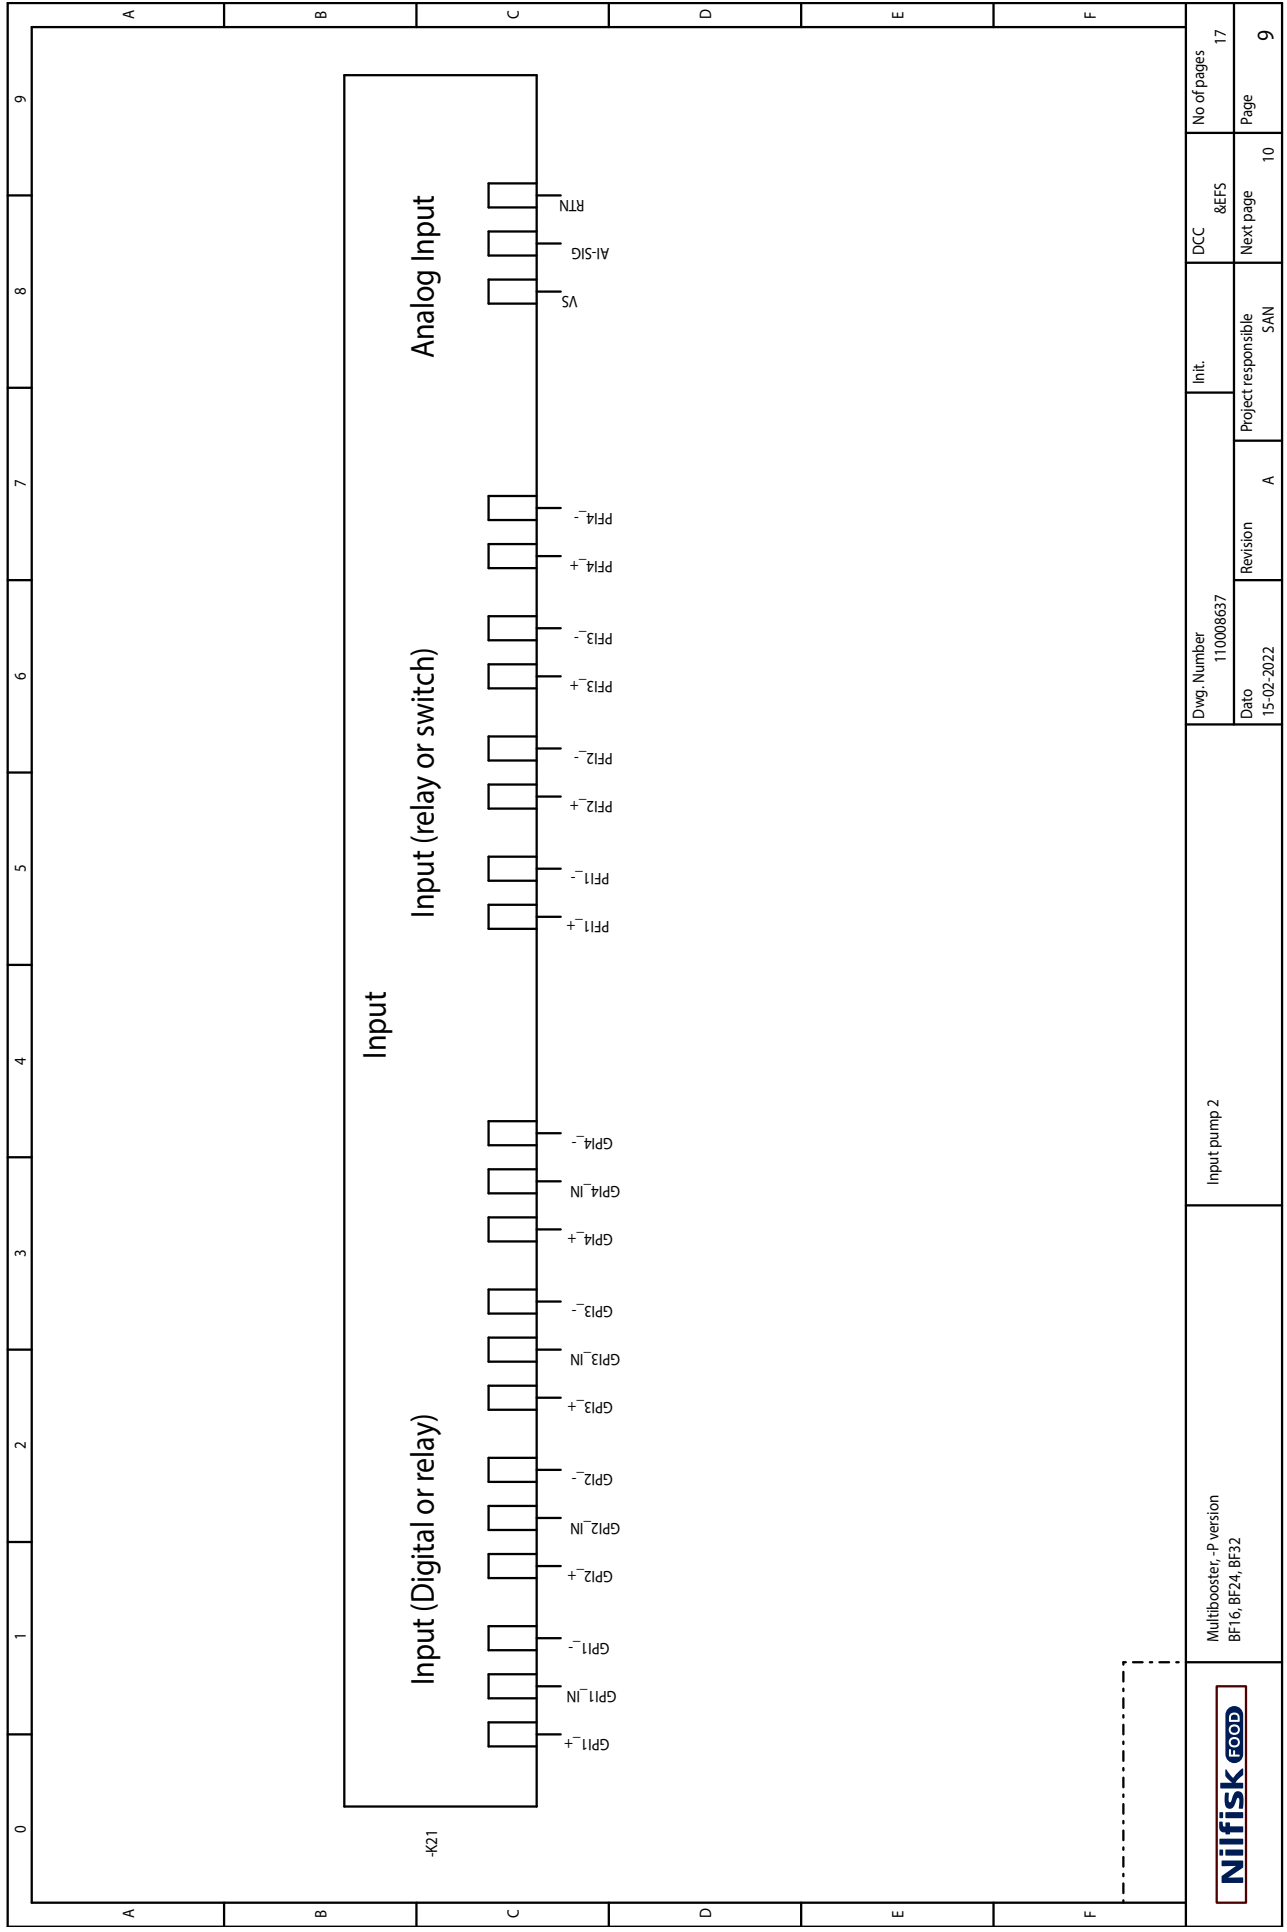 0 1 2 3 4 5 6 7 8 9
A A
B B
C C
D D
E E
F F
-K21
Input
Input (Digital or relay)
Input (relay or switch)
Analog Input
GPI1_+
GPI1_IN
GPI1_-
GPI2_+
GPI2_IN
GPI2_-
GPI3_+
GPI3_IN
GPI3_-
GPI4_+
GPI4_IN
GPI4_-
PFI1_+
PFI1_-
PFI2_+
PFI2_-
PFI3_+
PFI3_-
PFI4_+
PFI4_-
VS
AI-SIG
RTN
Nilfisk FOOD
Multibooster, -P version
BF16, BF24, BF32
Input pump 2
Dwg. Number
110008637
Init.
DCC
&EFS
No of pages
17
Dato
15-02-2022
Revision
A
Project responsible
SAN
Next page
10
Page
9